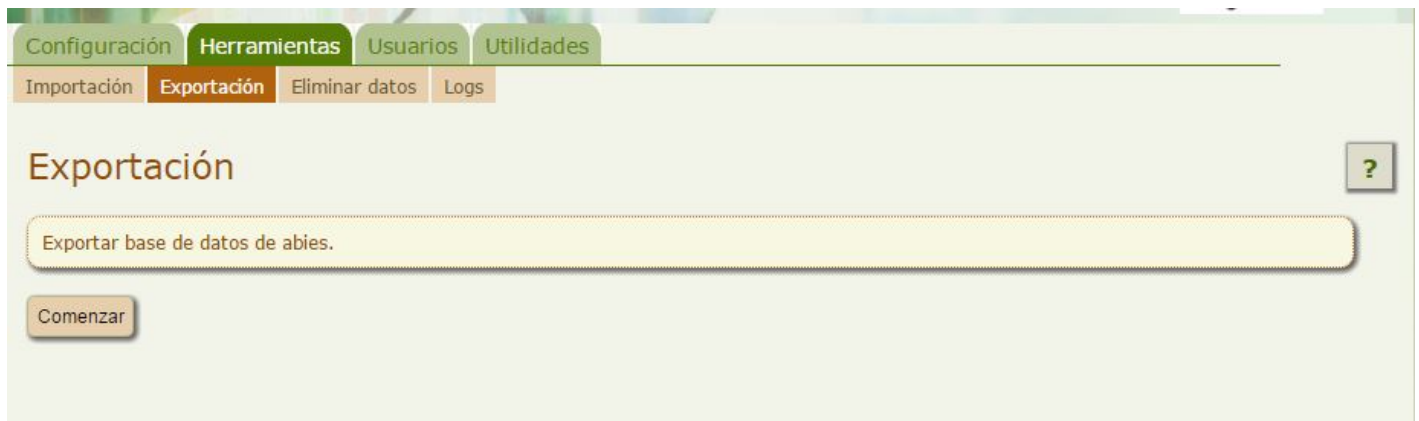 Configuración Herramientas Usuarios Utilidades
Importación Exportación Eliminar datos Logs
Exportación
?
Exportar base de datos de abies.
Comenzar